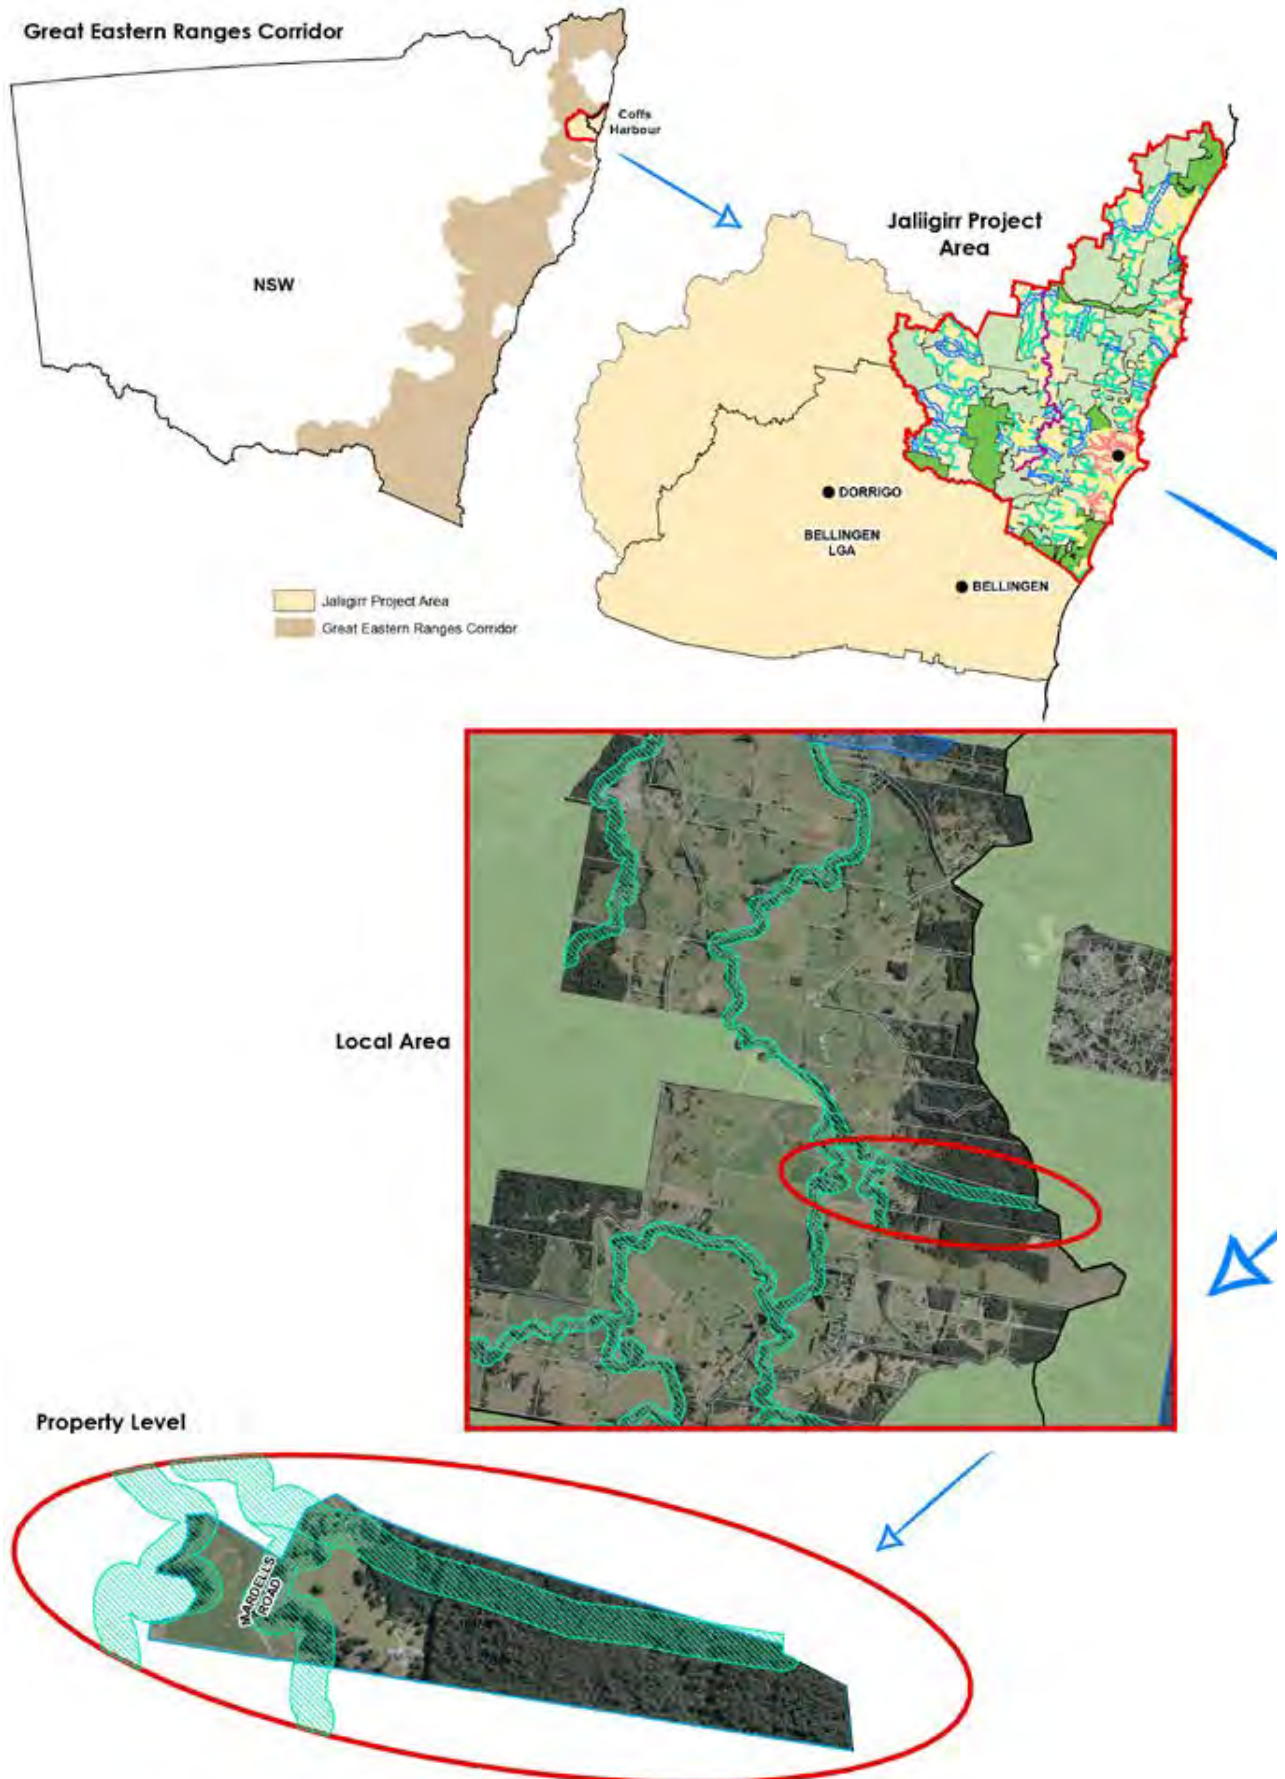 Great Eastern Ranges Corridor
Coffs
Harbour
NSW
Jaliigirr Project
Area
DORRIGO
BELLINGEN
LGA
BELLINGEN
Jaliigirr Project Area
Great Eastern Ranges Corridor
Local Area
Property Level
MARDELLS
ROAD